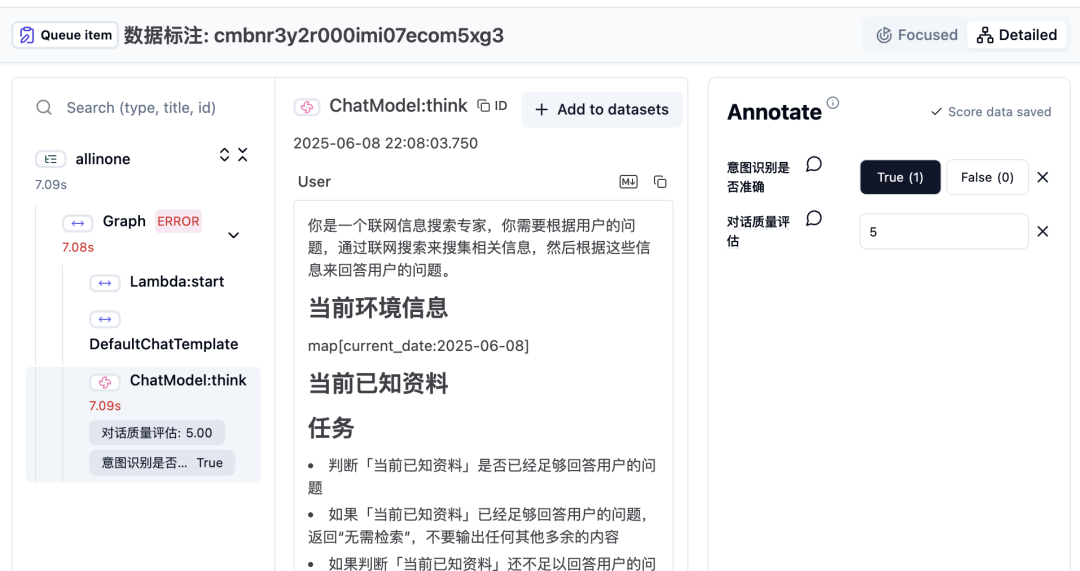 Queue item 数据标注: cmbnr3y2r000imi07ecom5xg3
Focused Detailed
Search (type, title, id)
allinone
7.09s
Graph ERROR
7.08s
Lambda:start
DefaultChatTemplate
ChatModel:think
7.09s
对话质量评估: 5.00
意图识别是否... True
ChatModel:think ID
+ Add to datasets
2025-06-08 22:08:03.750
User
你是一个联网信息搜索专家，你需要根据用户的问
题，通过联网搜索来搜集相关信息，然后根据这些信
息来回答用户的问题。
当前环境信息
map[current_date:2025-06-08]
当前已知资料
任务
• 判断「当前已知资料」是否已经足够回答用户的问
题
• 如果「当前已知资料」已经足够回答用户的问题，
返回“无需检索”，不要输出任何其他多余的内容
• 如果判断「当前已知资料」还不足以回答用户的问
Annotate
Score data saved
意图识别是
否准确
True (1) False (0)
对话质量评
估
5